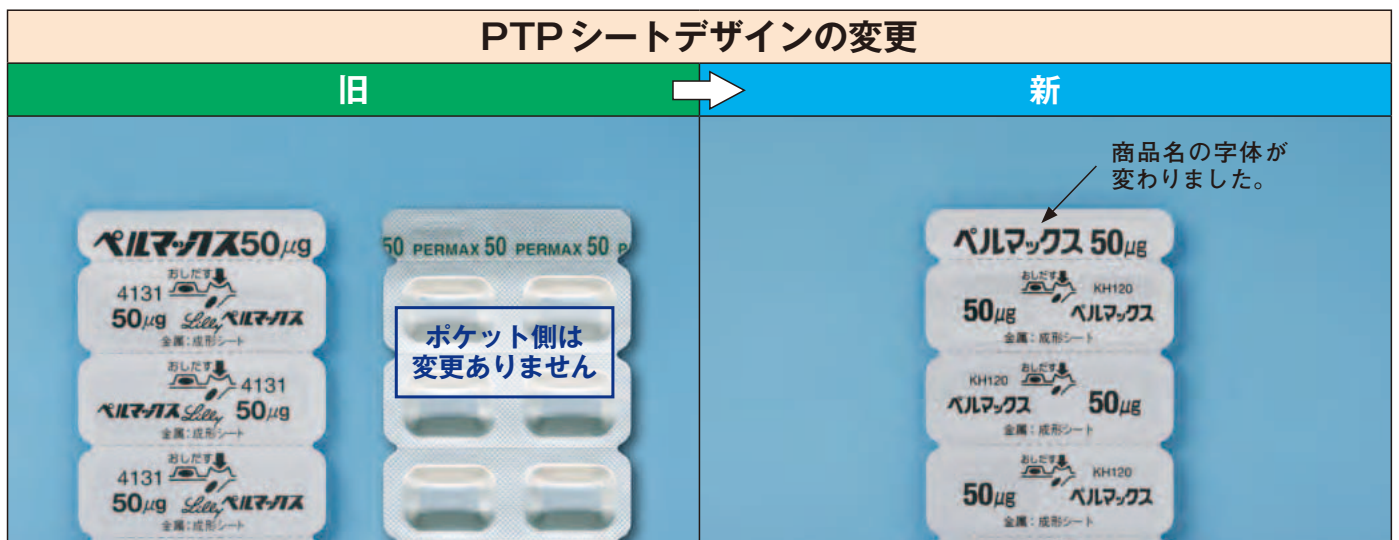 PTPシートデザインの変更
旧
新
商品名の字体が
変わりました。
ペルマックス50μg
おしだす
4131
50μg Lilly ペルマックス
金属:成形シート
おしだす
4131
ペルマックス Lilly 50μg
金属:成形シート
おしだす
4131
50μg Lilly ペルマックス
金属:成形シート
50 PERMAX 50 PERMAX 50 P
ポケット側は
変更ありません
ペルマックス 50μg
おしだす
KH120
50μg ペルマックス
金属:成形シート
おしだす
KH120
ペルマックス 50μg
金属:成形シート
おしだす
KH120
50μg ペルマックス
金属:成形シート